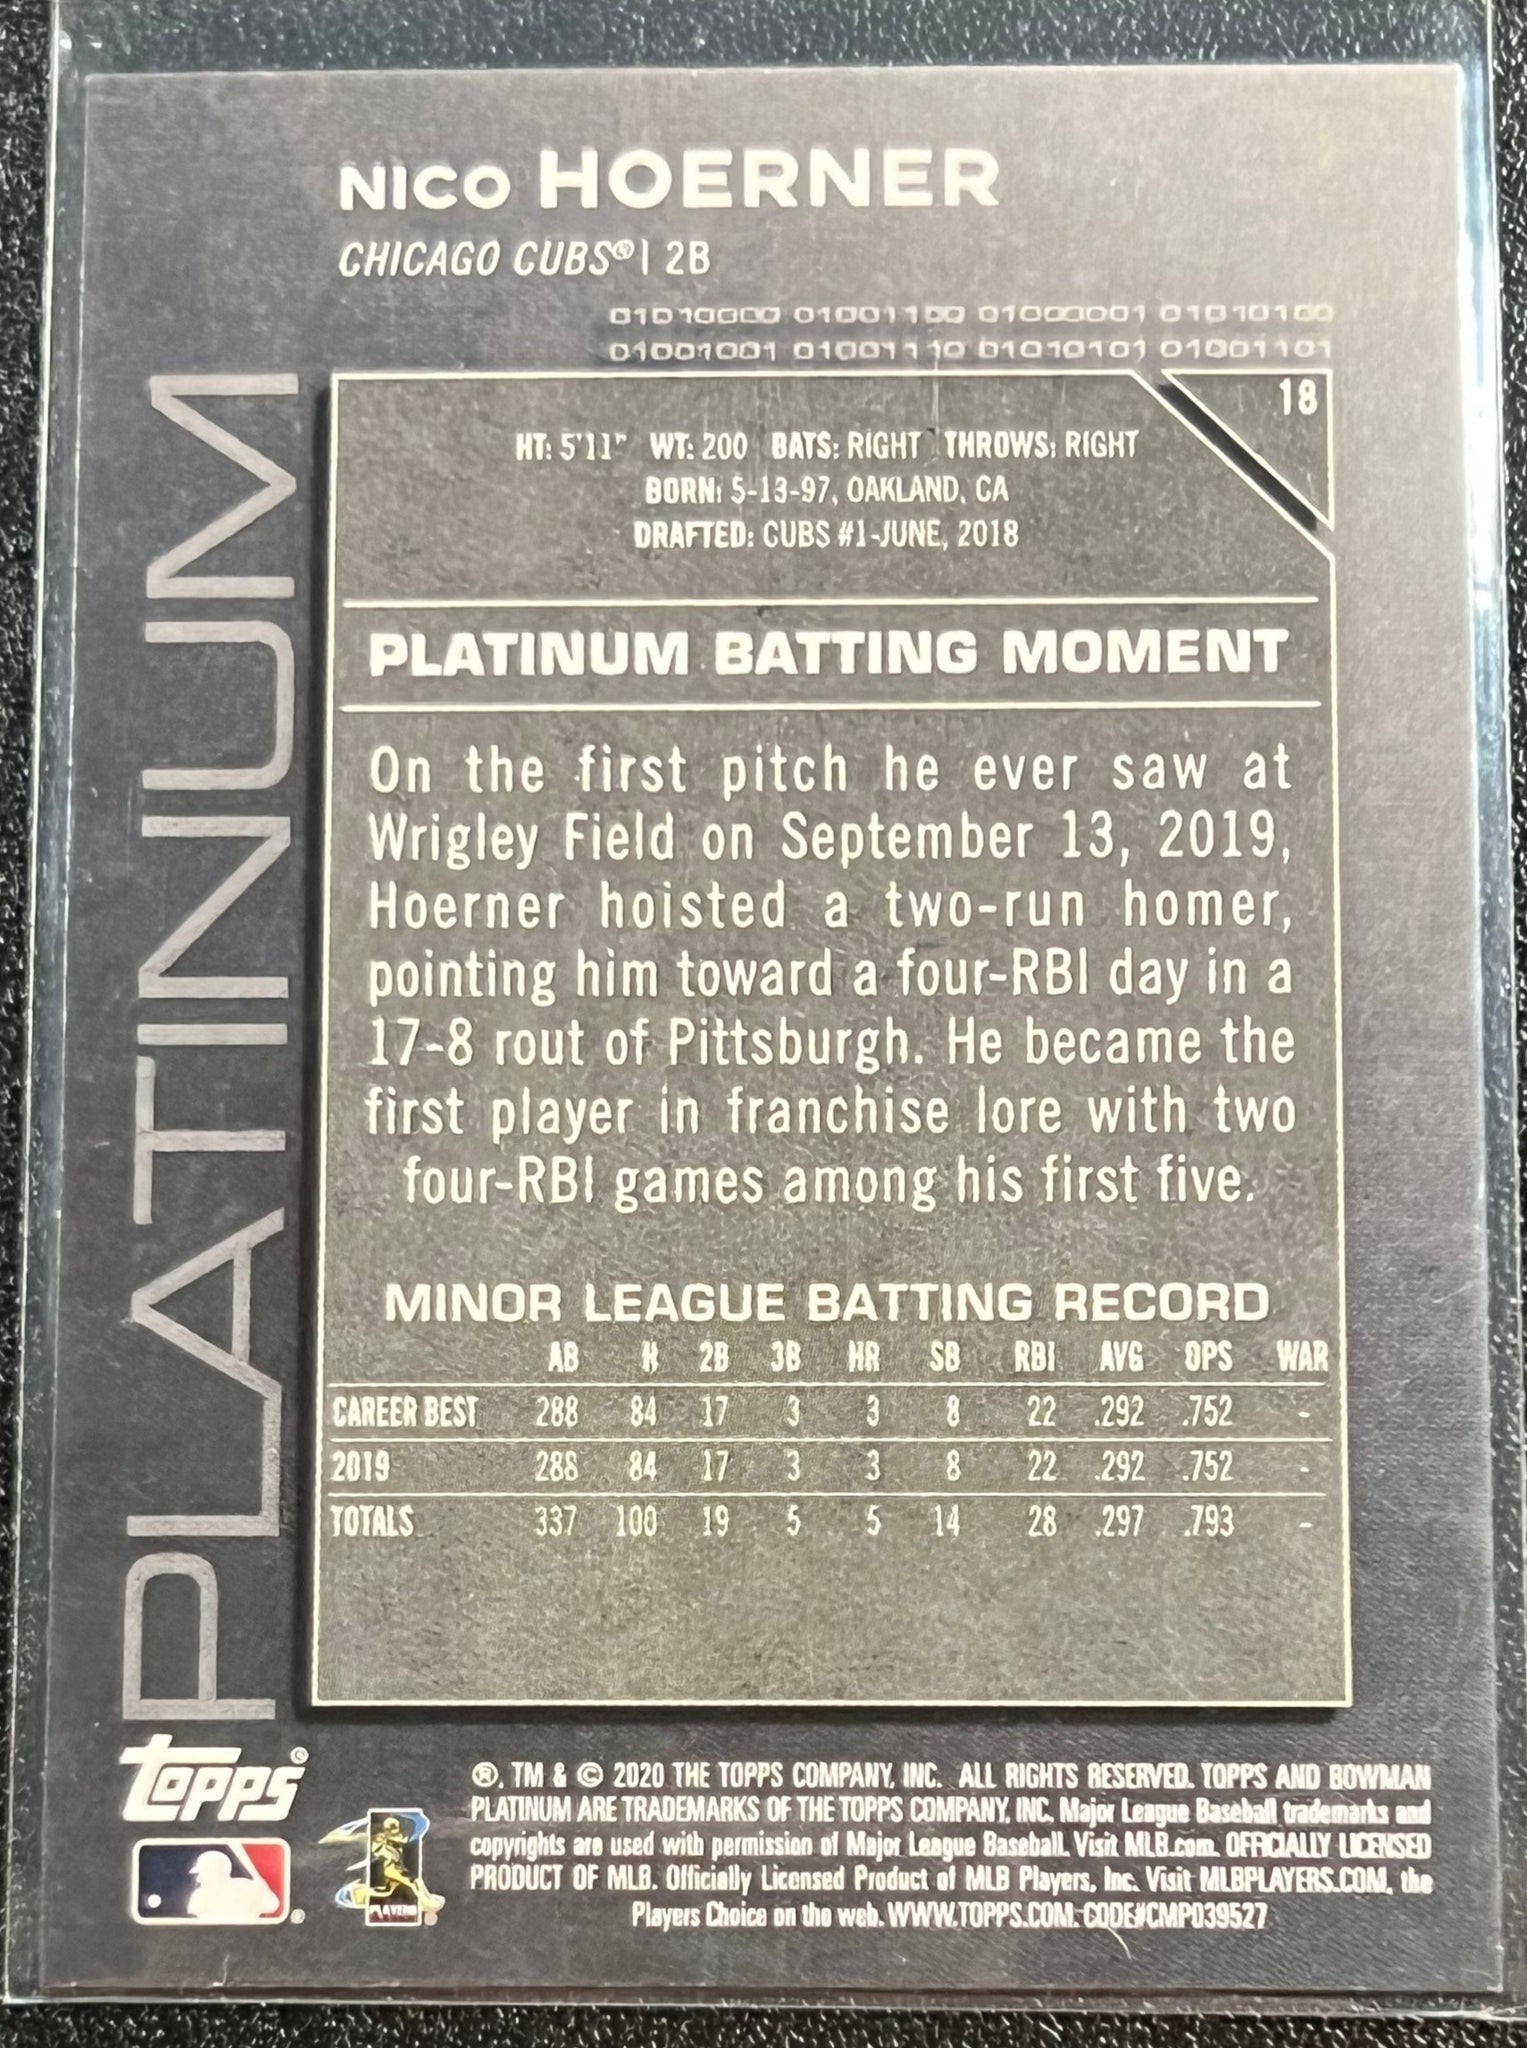 NICO HOERNER
CHICAGO CUBS® | 2B
01010000 01001100 01000001 01010100
01001001 01001110 01010101 01001101
18
HT: 5'11" WT: 200 BATS: RIGHT THROWS: RIGHT
BORN: 5-13-97, OAKLAND, CA
DRAFTED: CUBS #1-JUNE, 2018
PLATINUM
PLATINUM BATTING MOMENT
On the first pitch he ever saw at
Wrigley Field on September 13, 2019,
Hoerner hoisted a two-run homer,
pointing him toward a four-RBI day in a
17-8 rout of Pittsburgh. He became the
first player in franchise lore with two
four-RBI games among his first five.
MINOR LEAGUE BATTING RECORD
AB H 2B 3B HR SB RBI AVG OPS WAR
CAREER BEST 288 84 17 3 3 8 22 .292 .752 -
2019 288 84 17 3 3 8 22 .292 .752 -
TOTALS 337 100 19 5 5 14 28 .297 .793 -
Topps®
®, TM & © 2020 THE TOPPS COMPANY, INC. ALL RIGHTS RESERVED. TOPPS AND BOWMAN
PLATINUM ARE TRADEMARKS OF THE TOPPS COMPANY, INC. Major League Baseball trademarks and
copyrights are used with permission of Major League Baseball. Visit MLB.com. OFFICIALLY LICENSED
PRODUCT OF MLB. Officially Licensed Product of MLB Players, Inc. Visit MLBPLAYERS.COM, the
Players Choice on the web. WWW.TOPPS.COM. CODE#CMP039527
PLAYERS